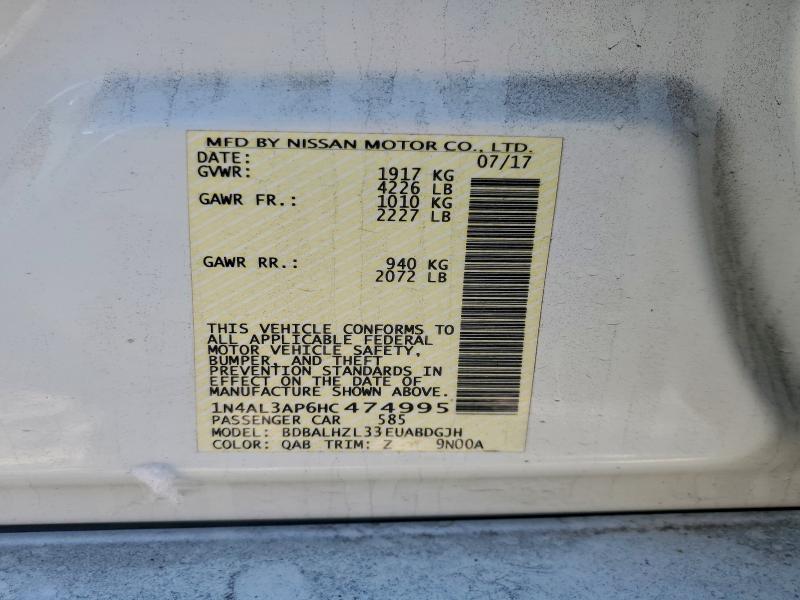 MFD BY NISSAN MOTOR CO., LTD.
DATE: 07/17
GVWR: 1917 KG
4226 LB
GAWR FR.: 1010 KG
2227 LB
GAWR RR.: 940 KG
2072 LB
THIS VEHICLE CONFORMS TO
ALL APPLICABLE FEDERAL
MOTOR VEHICLE SAFETY,
BUMPER, AND THEFT
PREVENTION STANDARDS IN
EFFECT ON THE DATE OF
MANUFACTURE SHOWN ABOVE.
1N4AL3AP6HC474995
PASSENGER CAR 585
MODEL: BDBALHZL33EUABDGJH
COLOR: QAB TRIM: Z 9N00A